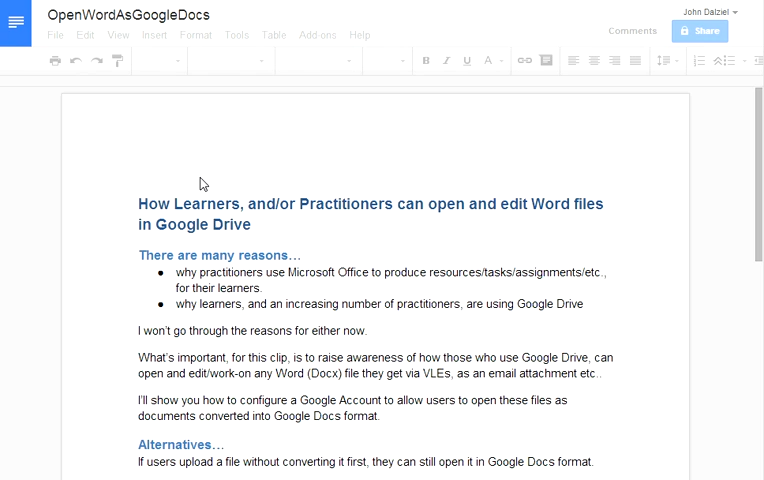 OpenWordAsGoogleDocs
John Dalziel
File Edit View Insert Format Tools Table Add-ons Help
Comments
Share
B I U A
How Learners, and/or Practitioners can open and edit Word files
in Google Drive
There are many reasons…
● why practitioners use Microsoft Office to produce resources/tasks/assignments/etc.,
for their learners.
● why learners, and an increasing number of practitioners, are using Google Drive
I won't go through the reasons for either now.
What's important, for this clip, is to raise awareness of how those who use Google Drive, can
open and edit/work-on any Word (Docx) file they get via VLEs, as an email attachment etc..
I'll show you how to configure a Google Account to allow users to open these files as
documents converted into Google Docs format.
Alternatives…
If users upload a file without converting it first, they can still open it in Google Docs format.